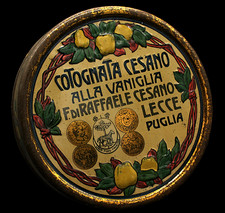 COTOGNATA CESANO
ALLA VANIGLIA
F. DI RAFFAELE CESANO
LECCE
PUGLIA